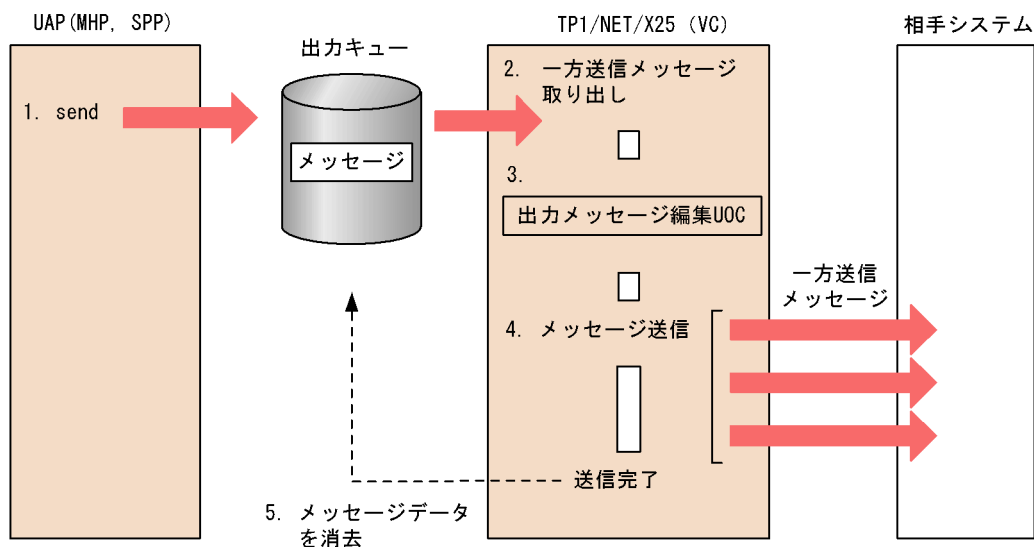 UAP(MHP, SPP)
TP1/NET/X25 (VC)
相手システム
出力キュー
1. send
メッセージ
2. 一方送信メッセージ
取り出し
3.
出力メッセージ編集UOC
一方送信
メッセージ
4. メッセージ送信
送信完了
5. メッセージデータ
を消去